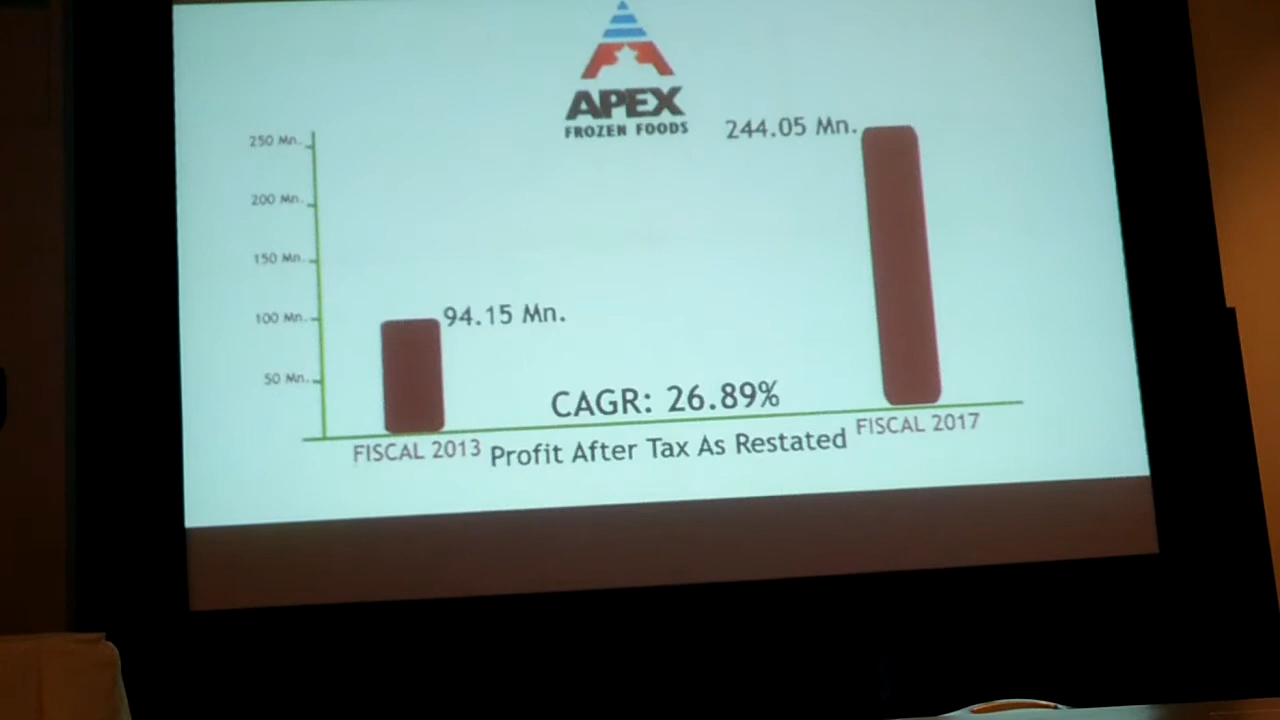 APEX
FROZEN FOODS
244.05 Mn.
250 Mn.
200 Mn.
150 Mn.
100 Mn.
50 Mn.
94.15 Mn.
CAGR: 26.89%
FISCAL 2013
Profit After Tax As Restated
FISCAL 2017